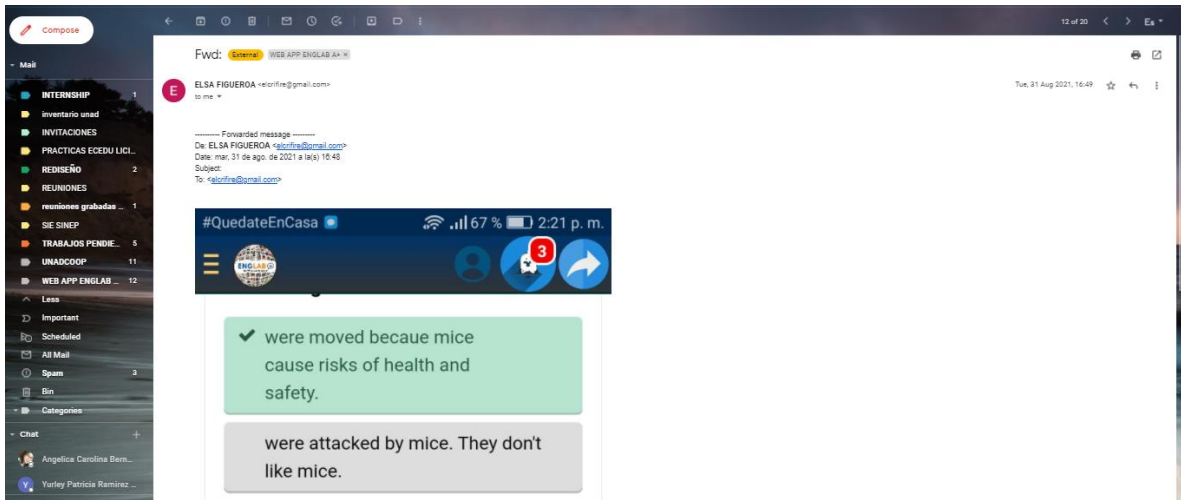 Compose
12 of 20
Es
Mail
INTERNSHIP 1
inventario unad
INVITACIONES
PRACTICAS ECEDU LICI...
REDISEÑO 2
REUNIONES
reuniones grabadas ... 1
SIE SINEP
TRABAJOS PENDIE... 5
UNADCOOP 11
WEB APP ENGLAB ... 12
Less
Important
Scheduled
All Mail
Spam 3
Bin
Categories
Chat
Angelica Carolina Bern...
Yurley Patricia Ramirez ...
Fwd: External WEB APP ENGLAB A+ ×
E
ELSA FIGUEROA <elcrifire@gmail.com>
to me
Tue, 31 Aug 2021, 16:49
---------- Forwarded message ---------
De: ELSA FIGUEROA <elcrifire@gmail.com>
Date: mar, 31 de ago. de 2021 a la(s) 16:48
Subject:
To: <elcrifire@gmail.com>
#QuedateEnCasa 67 % 2:21 p. m.
ENGLAB
3
were moved becaue mice
cause risks of health and
safety.
were attacked by mice. They don't
like mice.